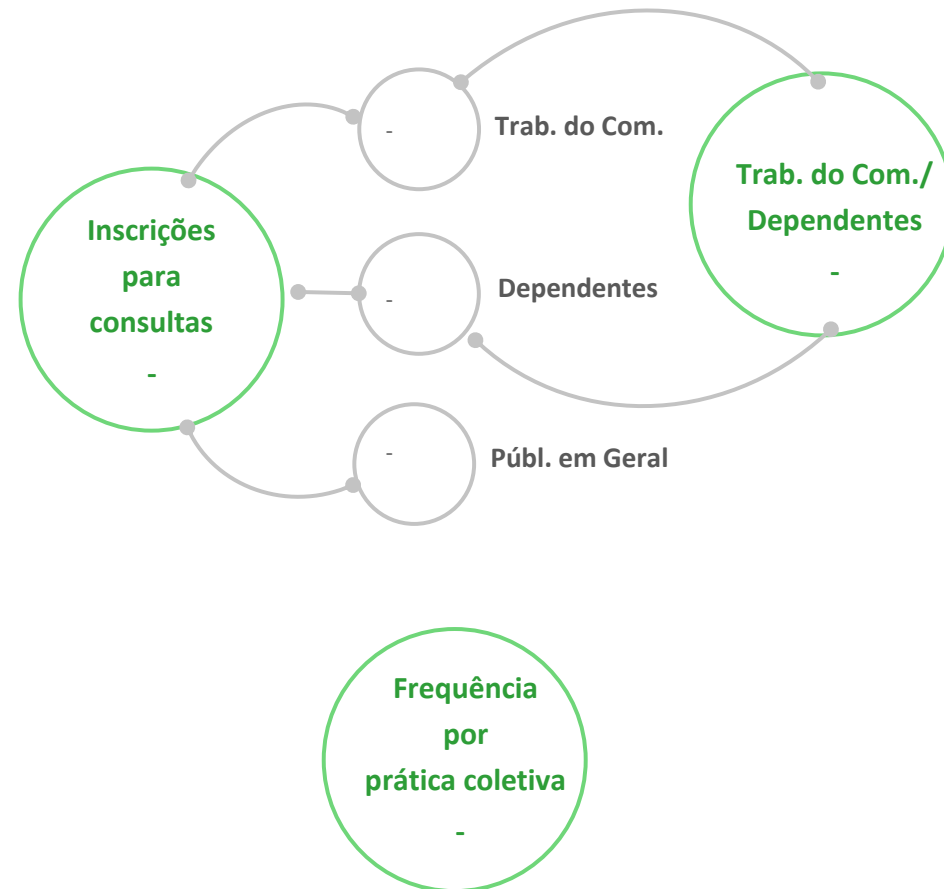 Inscrições
para
consultas
-
-
Trab. do Com.
-
Dependentes
-
Públ. em Geral
Trab. do Com./
Dependentes
-
Frequência
por
prática coletiva
-